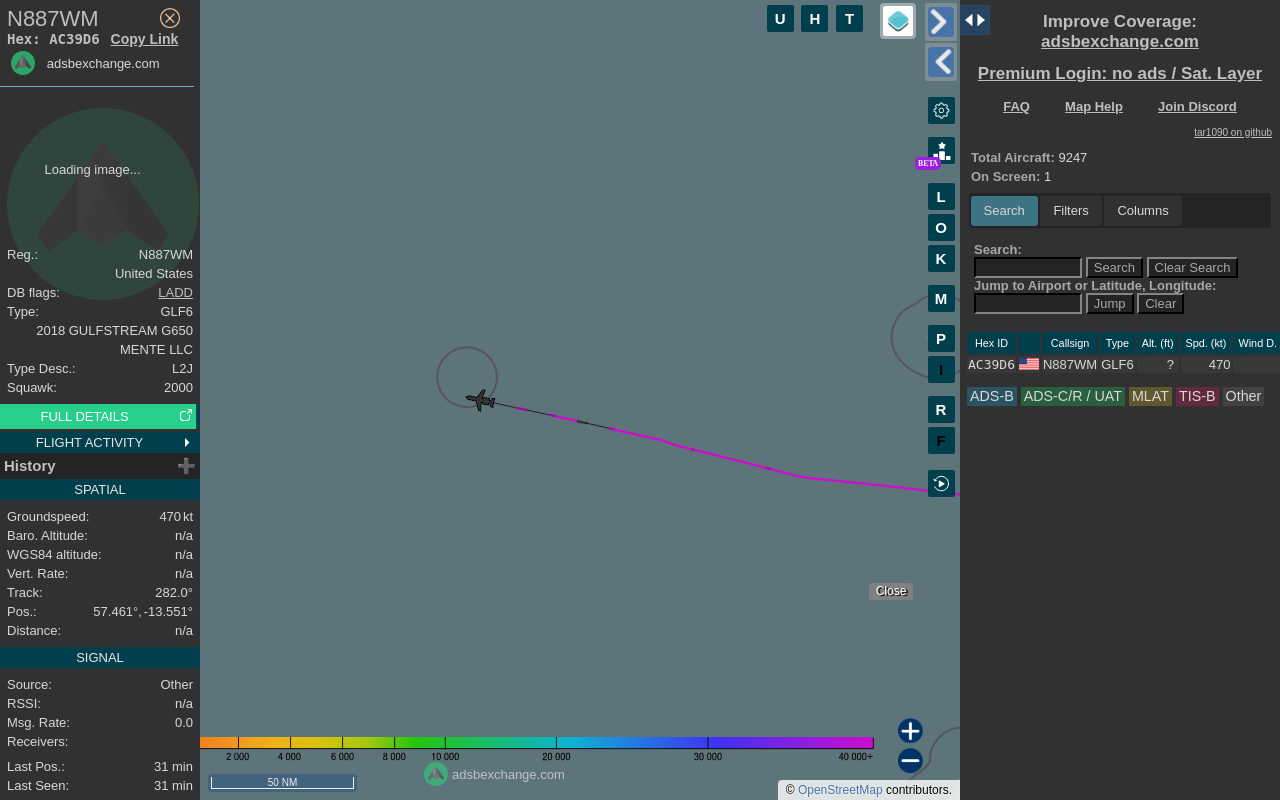 N887WM
Hex: AC39D6 Copy Link
adsbexchange.com
Loading image...
Reg.: N887WM
United States
DB flags: LADD
Type: GLF6
2018 GULFSTREAM G650
MENTE LLC
Type Desc.: L2J
Squawk: 2000
FULL DETAILS
FLIGHT ACTIVITY
History
SPATIAL
Groundspeed: 470 kt
Baro. Altitude: n/a
WGS84 altitude: n/a
Vert. Rate: n/a
Track: 282.0°
Pos.: 57.461°, -13.551°
Distance: n/a
SIGNAL
Source: Other
RSSI: n/a
Msg. Rate: 0.0
Receivers:
Last Pos.: 31 min
Last Seen: 31 min
U H T
BETA
L
O
K
M
P
I
R
F
Close
2 000 4 000 6 000 8 000 10 000 20 000 30 000 40 000+
adsbexchange.com
50 NM
© OpenStreetMap contributors.
Improve Coverage:
adsbexchange.com
Premium Login: no ads / Sat. Layer
FAQ Map Help Join Discord
tar1090 on github
Total Aircraft: 9247
On Screen: 1
Search Filters Columns
Search:
Search Clear Search
Jump to Airport or Latitude, Longitude:
Jump Clear
Hex ID Callsign Type Alt. (ft) Spd. (kt) Wind D.
AC39D6 N887WM GLF6 ? 470
ADS-B ADS-C/R / UAT MLAT TIS-B Other